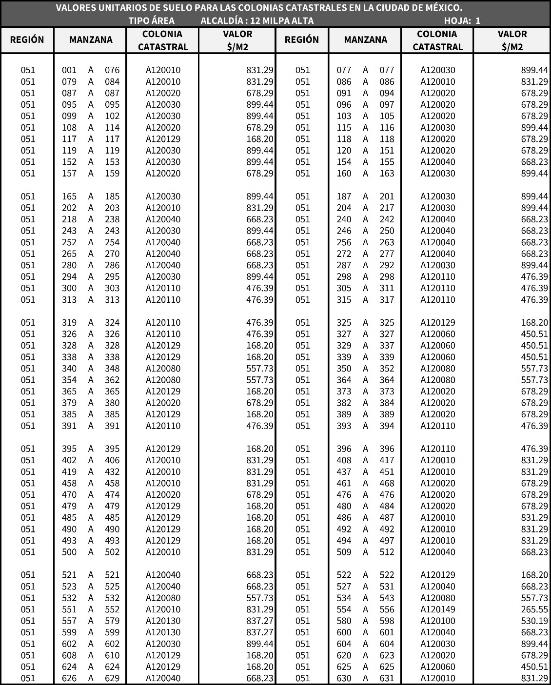 VALORES UNITARIOS DE SUELO PARA LAS COLONIAS CATASTRALES EN LA CIUDAD DE MÉXICO.
TIPO ÁREA ALCALDÍA : 12 MILPA ALTA HOJA: 1
REGIÓN MANZANA COLONIA CATASTRAL VALOR $/M2 REGIÓN MANZANA COLONIA CATASTRAL VALOR $/M2
051 001 A 076 A120010 831.29 051 077 A 077 A120030 899.44
051 079 A 084 A120010 831.29 051 086 A 086 A120010 831.29
051 087 A 087 A120020 678.29 051 091 A 094 A120020 678.29
051 095 A 095 A120030 899.44 051 096 A 097 A120020 678.29
051 099 A 102 A120030 899.44 051 103 A 105 A120020 678.29
051 108 A 114 A120020 678.29 051 115 A 116 A120030 899.44
051 117 A 117 A120129 168.20 051 118 A 118 A120020 678.29
051 119 A 119 A120030 899.44 051 120 A 151 A120020 678.29
051 152 A 153 A120030 899.44 051 154 A 155 A120040 668.23
051 157 A 159 A120020 678.29 051 160 A 163 A120030 899.44
051 165 A 185 A120030 899.44 051 187 A 201 A120030 899.44
051 202 A 203 A120010 831.29 051 204 A 217 A120030 899.44
051 218 A 238 A120040 668.23 051 240 A 242 A120040 668.23
051 243 A 243 A120030 899.44 051 246 A 250 A120040 668.23
051 252 A 254 A120040 668.23 051 256 A 263 A120040 668.23
051 265 A 270 A120040 668.23 051 272 A 277 A120040 668.23
051 280 A 286 A120040 668.23 051 287 A 292 A120030 899.44
051 294 A 295 A120030 899.44 051 298 A 298 A120110 476.39
051 300 A 303 A120110 476.39 051 305 A 311 A120110 476.39
051 313 A 313 A120110 476.39 051 315 A 317 A120110 476.39
051 319 A 324 A120110 476.39 051 325 A 325 A120129 168.20
051 326 A 326 A120110 476.39 051 327 A 327 A120060 450.51
051 328 A 328 A120129 168.20 051 329 A 337 A120060 450.51
051 338 A 338 A120129 168.20 051 339 A 339 A120060 450.51
051 340 A 348 A120080 557.73 051 350 A 352 A120080 557.73
051 354 A 362 A120080 557.73 051 364 A 364 A120080 557.73
051 365 A 365 A120129 168.20 051 373 A 373 A120020 678.29
051 379 A 380 A120020 678.29 051 382 A 384 A120020 678.29
051 385 A 385 A120129 168.20 051 389 A 389 A120020 678.29
051 391 A 391 A120110 476.39 051 393 A 394 A120110 476.39
051 395 A 395 A120129 168.20 051 396 A 396 A120110 476.39
051 402 A 406 A120010 831.29 051 408 A 417 A120010 831.29
051 419 A 432 A120010 831.29 051 437 A 451 A120010 831.29
051 458 A 458 A120010 831.29 051 461 A 468 A120020 678.29
051 470 A 474 A120020 678.29 051 476 A 476 A120020 678.29
051 479 A 479 A120129 168.20 051 480 A 484 A120020 678.29
051 485 A 485 A120129 168.20 051 486 A 487 A120010 831.29
051 490 A 490 A120129 168.20 051 492 A 492 A120010 831.29
051 493 A 493 A120129 168.20 051 494 A 497 A120010 831.29
051 500 A 502 A120010 831.29 051 509 A 512 A120040 668.23
051 521 A 521 A120040 668.23 051 522 A 522 A120129 168.20
051 523 A 525 A120040 668.23 051 527 A 531 A120040 668.23
051 532 A 532 A120080 557.73 051 534 A 543 A120080 557.73
051 551 A 552 A120010 831.29 051 554 A 556 A120149 265.55
051 557 A 579 A120130 837.27 051 580 A 598 A120100 530.19
051 599 A 599 A120130 837.27 051 600 A 601 A120040 668.23
051 602 A 602 A120030 899.44 051 604 A 604 A120030 899.44
051 608 A 610 A120129 168.20 051 620 A 623 A120020 678.29
051 624 A 624 A120129 168.20 051 625 A 625 A120060 450.51
051 626 A 629 A120040 668.23 051 630 A 631 A120010 831.29